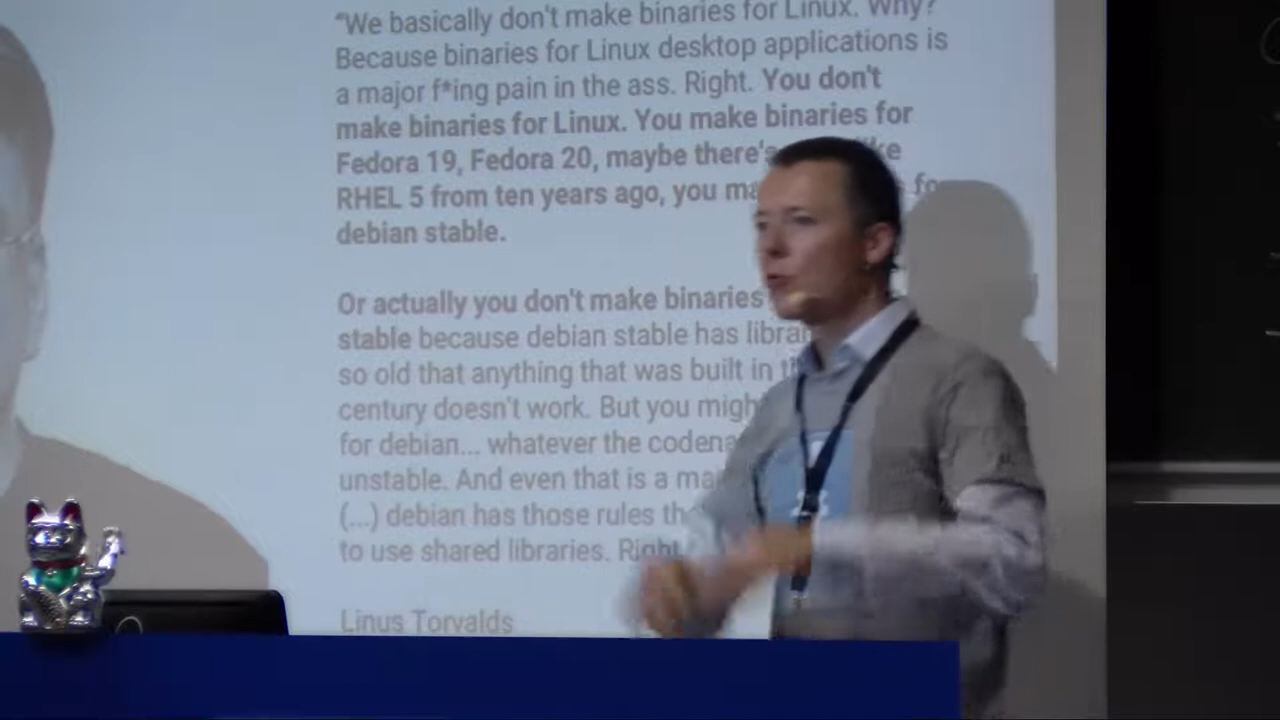 “We basically don't make binaries for Linux. Why?
Because binaries for Linux desktop applications is
a major f*ing pain in the ass. Right. You don't
make binaries for Linux. You make binaries for
Fedora 19, Fedora 20, maybe there's
RHEL 5 from ten years ago, you
debian stable.
Or actually you don't make binaries
stable because debian stable has
so old that anything that was built in
century doesn't work. But you
for debian... whatever the
unstable. And even that is a
(...) debian has those rules
to use shared libraries. Right
Linus Torvalds